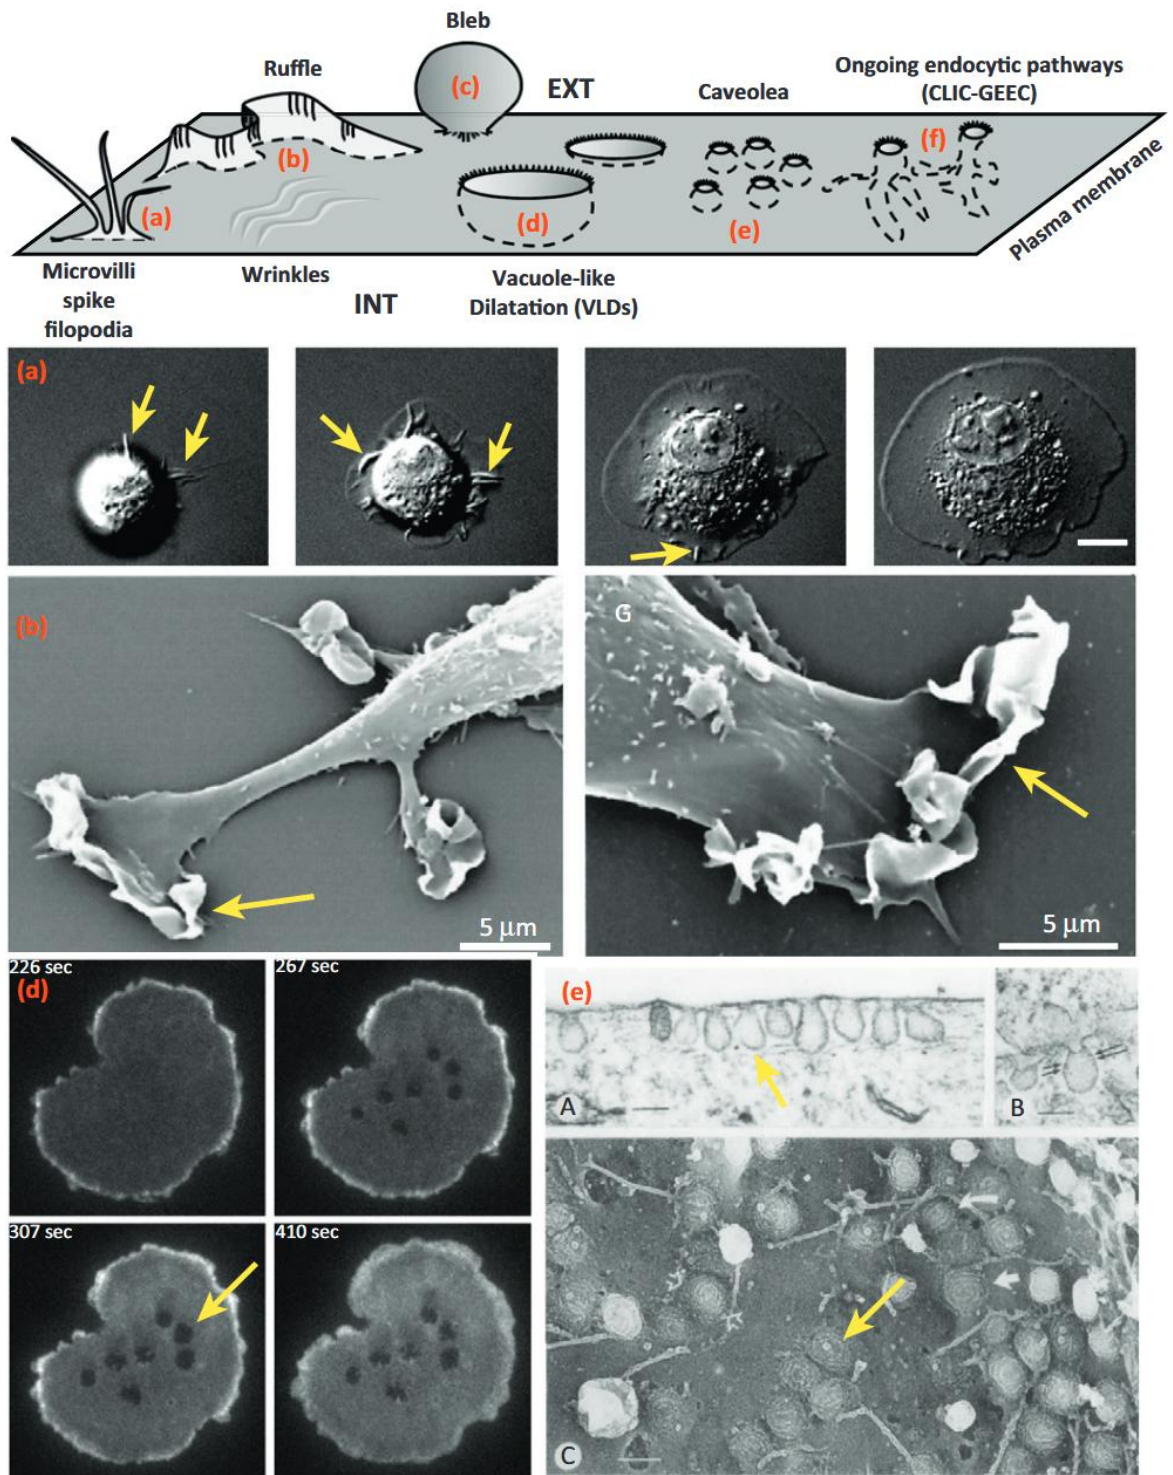 Bleb
Ruffle
(c)
EXT
Caveolea
Ongoing endocytic pathways
(CLIC-GEEC)
(b)
(f)
(a)
(d)
(e)
Plasma membrane
Microvilli
spike
filopodia
Wrinkles
INT
Vacuole-like
Dilatation (VLDs)
(a)
(b)
5 µm
G
5 µm
226 sec
(d)
267 sec
307 sec
410 sec
(e)
A
B
C